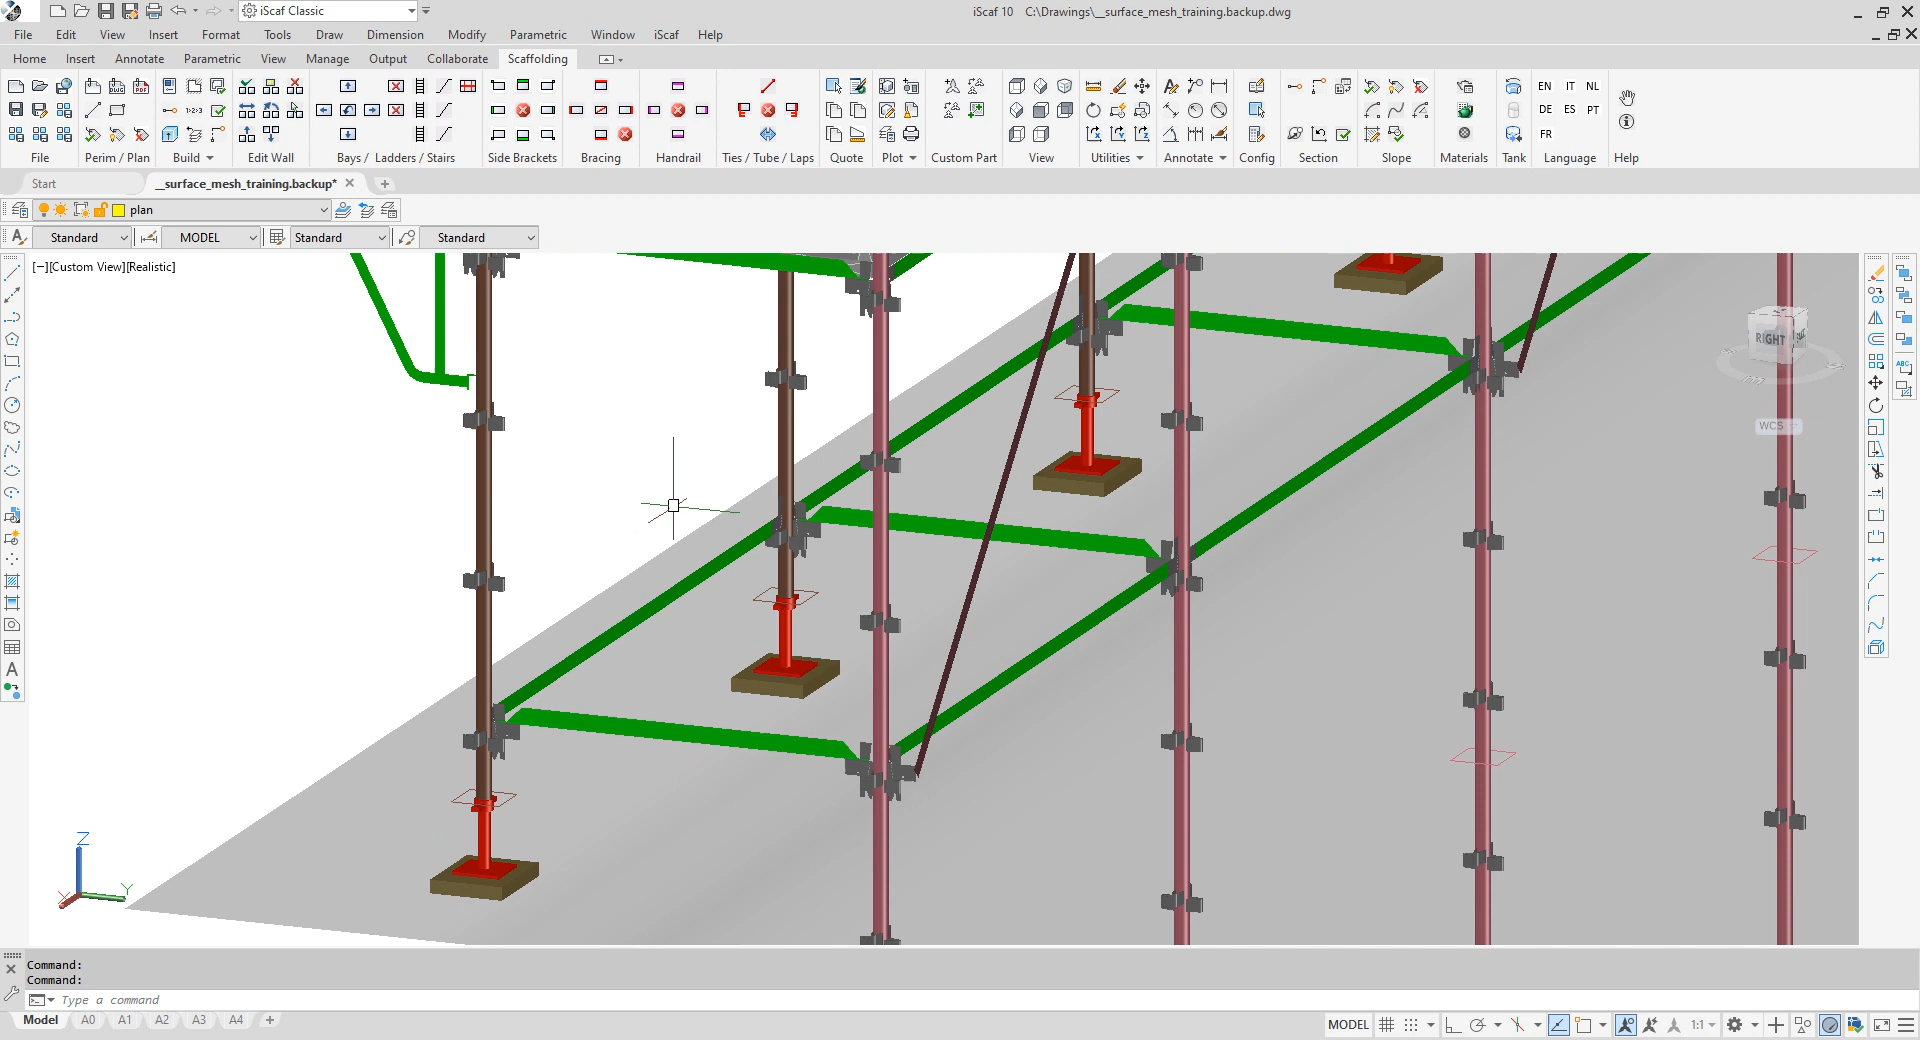 iScaf Classic
iScaf 10 C:\Drawings\__surface_mesh_training.backup.dwg
File Edit View Insert Format Tools Draw Dimension Modify Parametric Window iScaf Help
Home Insert Annotate Parametric View Manage Output Collaborate Scaffolding
EN IT NL
DE ES PT
FR
File Perim / Plan Build Edit Wall Bays / Ladders / Stairs Side Brackets Bracing Handrail Ties / Tube / Laps Quote Plot Custom Part View Utilities Annotate Config Section Slope Materials Tank Language Help
Start __surface_mesh_training.backup*
plan
Standard MODEL Standard Standard
[−][Custom View][Realistic]
RIGHT
WCS
Z
Y
X
Command:
Command:
Type a command
Model A0 A1 A2 A3 A4
MODEL 1:1